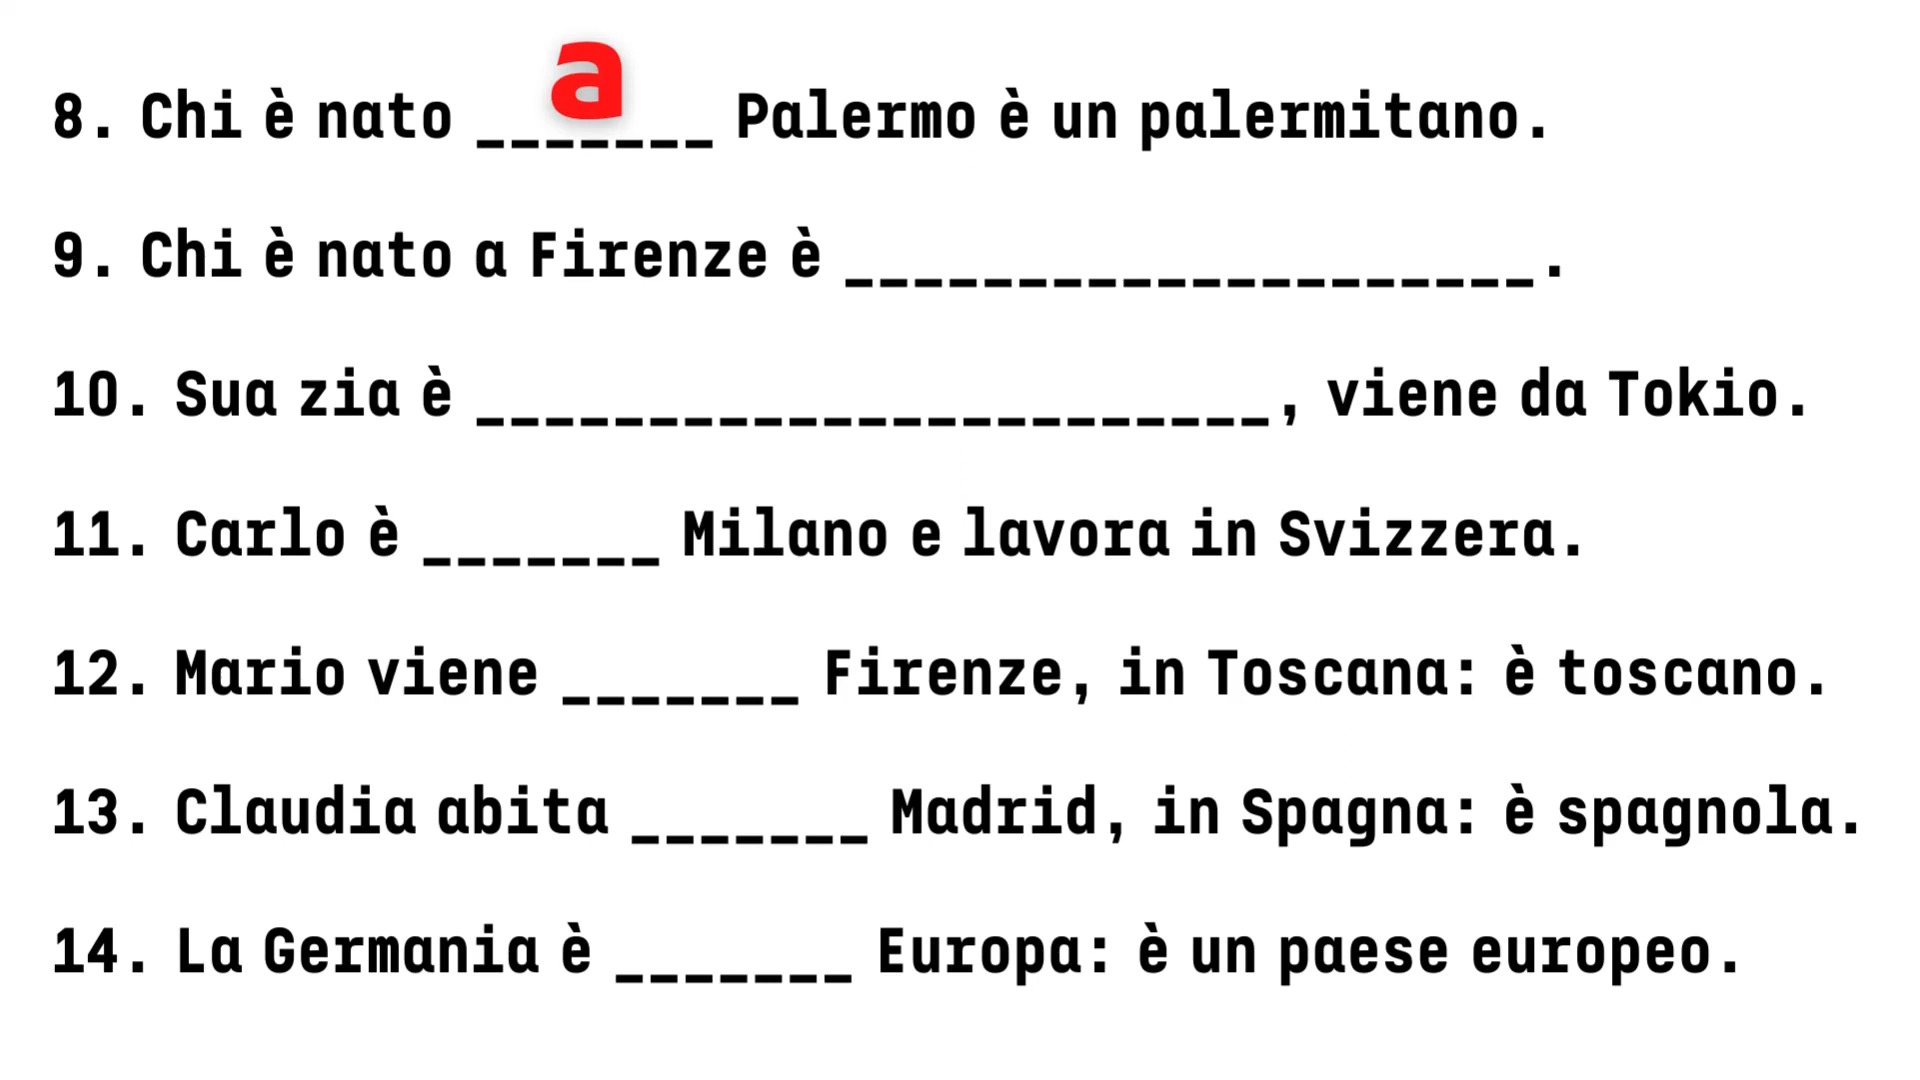 8. Chi è nato ___a____ Palermo è un palermitano.
9. Chi è nato a Firenze è ____________________.
10. Sua zia è _______________________, viene da Tokio.
11. Carlo è _______ Milano e lavora in Svizzera.
12. Mario viene _______ Firenze, in Toscana: è toscano.
13. Claudia abita _______ Madrid, in Spagna: è spagnola.
14. La Germania è _______ Europa: è un paese europeo.